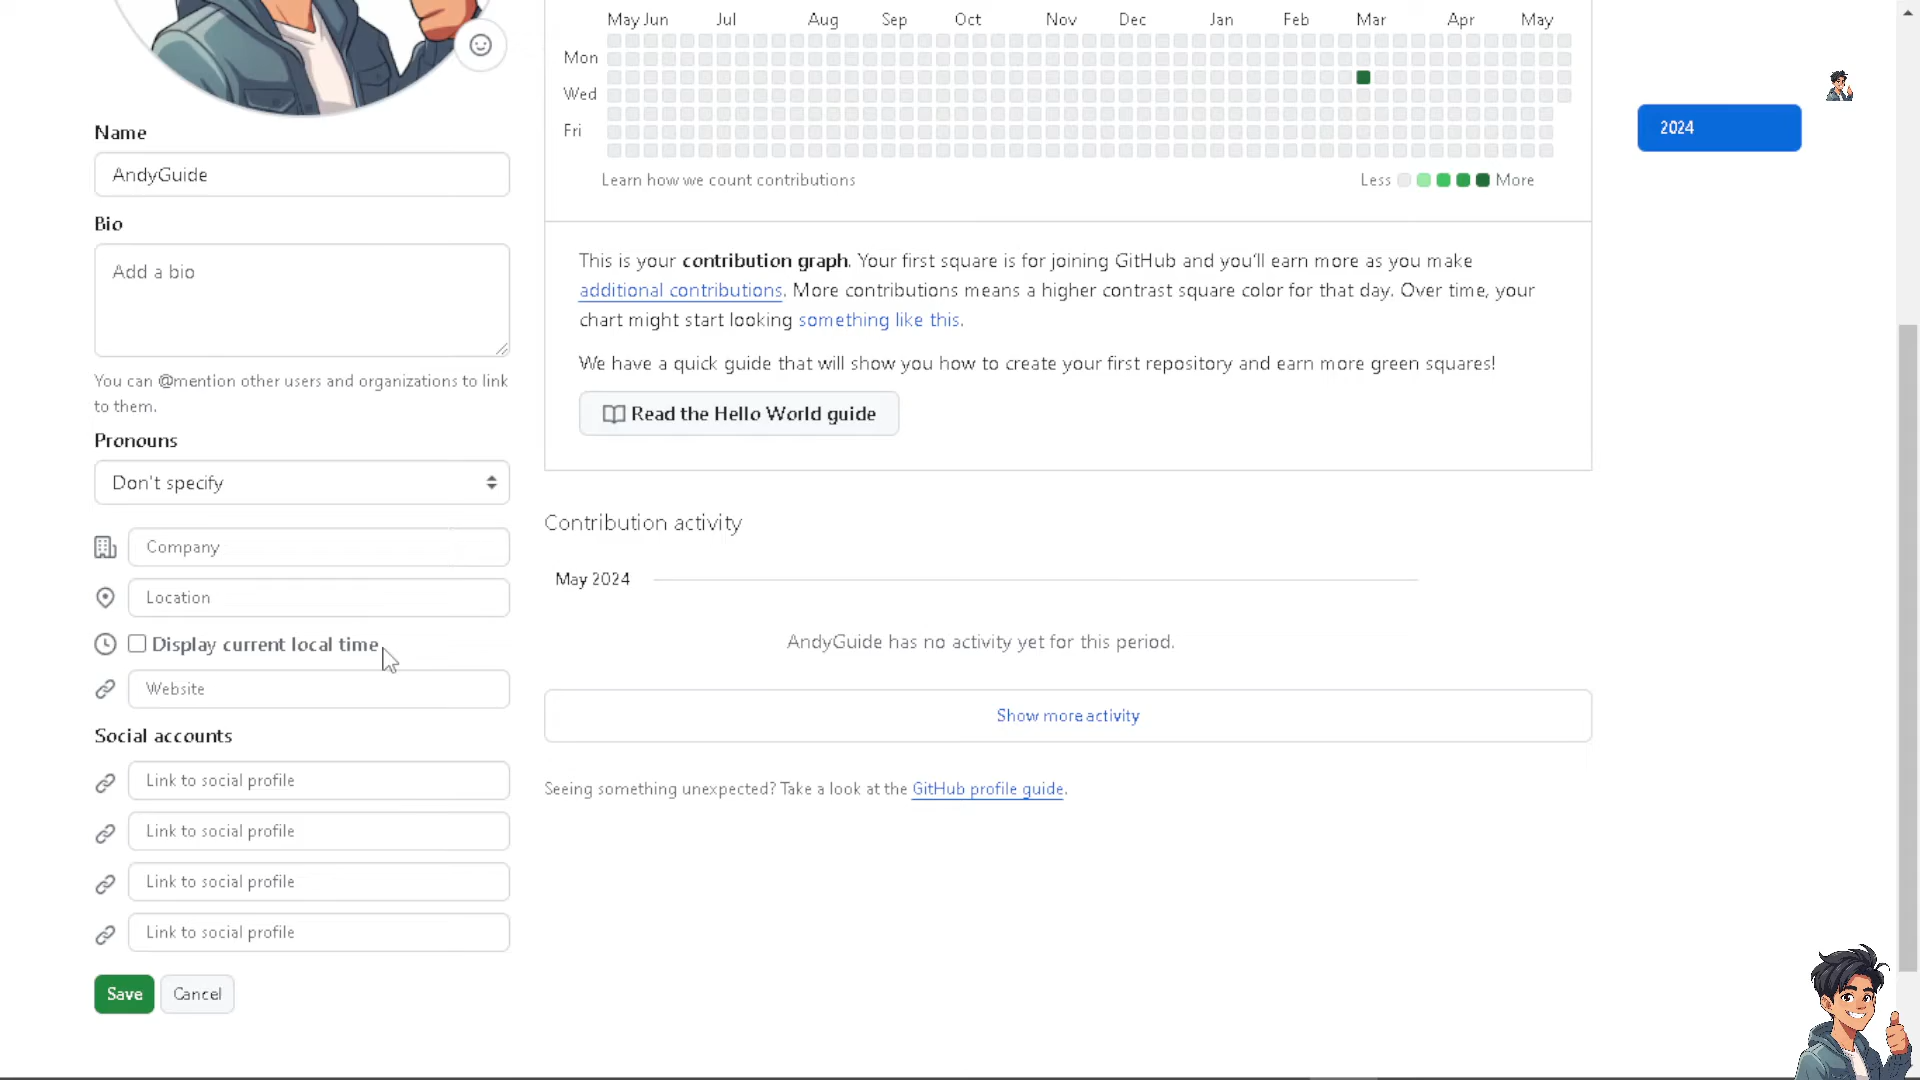 Name
AndyGuide
Bio
Add a bio
You can @mention other users and organizations to link
to them.
Pronouns
Don't specify
Company
Location
Display current local time
Website
Social accounts
Link to social profile
Link to social profile
Link to social profile
Link to social profile
Save Cancel
May Jun Jul Aug Sep Oct Nov Dec Jan Feb Mar Apr May
Mon
Wed
Fri
Learn how we count contributions
Less More
This is your contribution graph. Your first square is for joining GitHub and you'll earn more as you make
additional contributions. More contributions means a higher contrast square color for that day. Over time, your
chart might start looking something like this.
We have a quick guide that will show you how to create your first repository and earn more green squares!
Read the Hello World guide
Contribution activity
May 2024
AndyGuide has no activity yet for this period.
Show more activity
Seeing something unexpected? Take a look at the GitHub profile guide.
2024